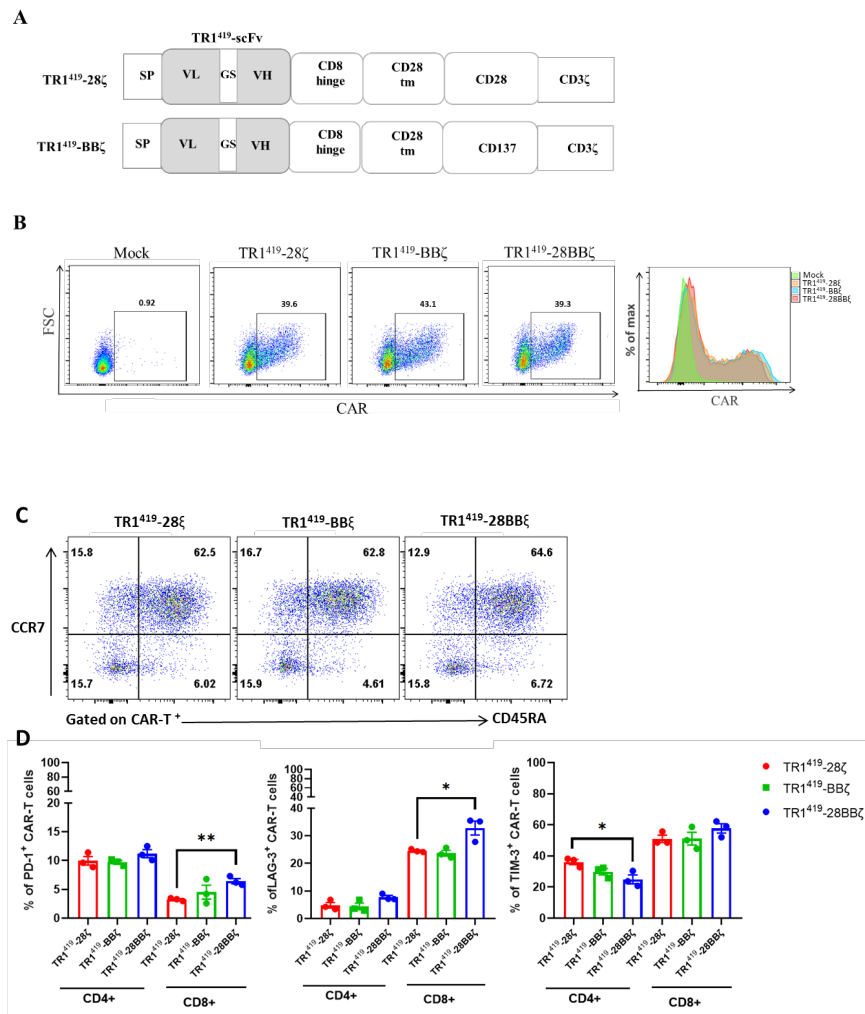 A
TR1⁴¹⁹-scFv
TR1⁴¹⁹-28ζ SP VL GS VH CD8 hinge CD28 tm CD28 CD3ζ
TR1⁴¹⁹-BBζ SP VL GS VH CD8 hinge CD28 tm CD137 CD3ζ
B
Mock TR1⁴¹⁹-28ζ TR1⁴¹⁹-BBζ TR1⁴¹⁹-28BBζ
FSC
0.92 39.6 43.1 39.3
CAR
% of max
Mock
TR1⁴¹⁹-28ξ
TR1⁴¹⁹-BBξ
TR1⁴¹⁹-28BBξ
CAR
C
TR1⁴¹⁹-28ξ TR1⁴¹⁹-BBξ TR1⁴¹⁹-28BBξ
15.8 62.5 16.7 62.8 12.9 64.6
CCR7
15.7 6.02 15.9 4.61 15.8 6.72
Gated on CAR-T⁺ CD45RA
D
% of PD-1⁺ CAR-T cells
100
80
60
40
20
20
15
10
5
0
**
TR1⁴¹⁹-28ζ TR1⁴¹⁹-BBζ TR1⁴¹⁹-28BBζ TR1⁴¹⁹-28ζ TR1⁴¹⁹-BBζ TR1⁴¹⁹-28BBζ
CD4+ CD8+
% ofLAG-3⁺ CAR-T cells
100
80
60
40
40
30
20
10
0
*
TR1⁴¹⁹-28ζ TR1⁴¹⁹-BBζ TR1⁴¹⁹-28BBζ TR1⁴¹⁹-28ζ TR1⁴¹⁹-BBζ TR1⁴¹⁹-28BBζ
CD4+ CD8+
% of TIM-3⁺ CAR-T cells
100
80
60
40
20
0
*
TR1⁴¹⁹-28ζ TR1⁴¹⁹-BBζ TR1⁴¹⁹-28BBζ TR1⁴¹⁹-28ζ TR1⁴¹⁹-BBζ TR1⁴¹⁹-28BBζ
CD4+ CD8+
TR1⁴¹⁹-28ζ
TR1⁴¹⁹-BBζ
TR1⁴¹⁹-28BBζ